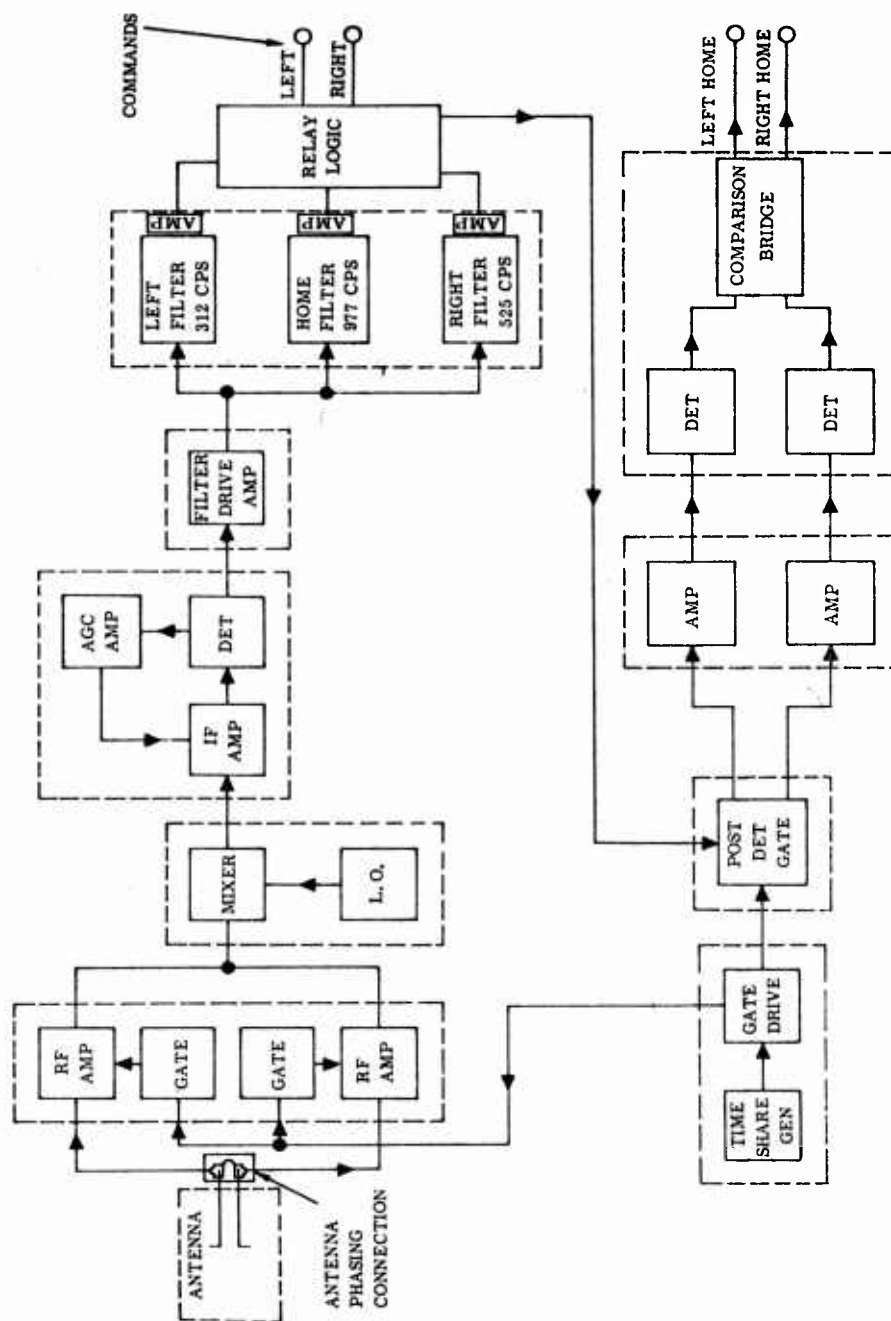 COMMANDS
LEFT
RIGHT
RELAY
LOGIC
AMP
LEFT
FILTER
312 CPS
AMP
HOME
FILTER
977 CPS
AMP
RIGHT
FILTER
525 CPS
FILTER
DRIVE
AMP
AGC
AMP
IF
AMP
DET
MIXER
L. O.
RF
AMP
GATE
GATE
RF
AMP
ANTENNA
ANTENNA
PHASING
CONNECTION
TIME
SHARE
GEN
GATE
DRIVE
POST
DET
GATE
AMP
AMP
DET
DET
COMPARISON
BRIDGE
LEFT HOME
RIGHT HOME